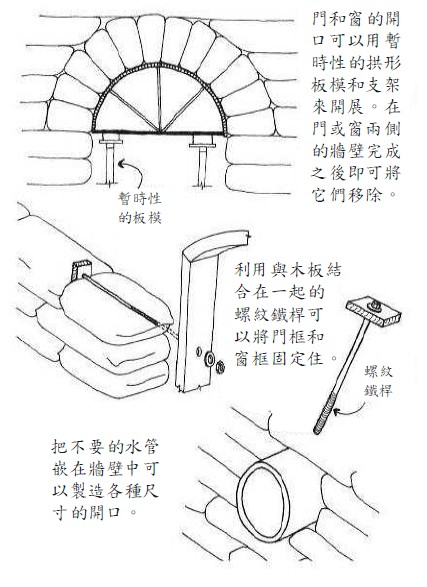 門和窗的開
口可以用暫
時性的拱形
板模和支架
來開展。在
門或窗兩側
的牆壁完成
之後即可將
它們移除。
暫時性
的板模
利用與木板結
合在一起的
螺紋鐵桿可
以將門框和
窗框固定住。
螺紋
鐵桿
把不要的水管
嵌在牆壁中可
以製造各種尺
寸的開口。